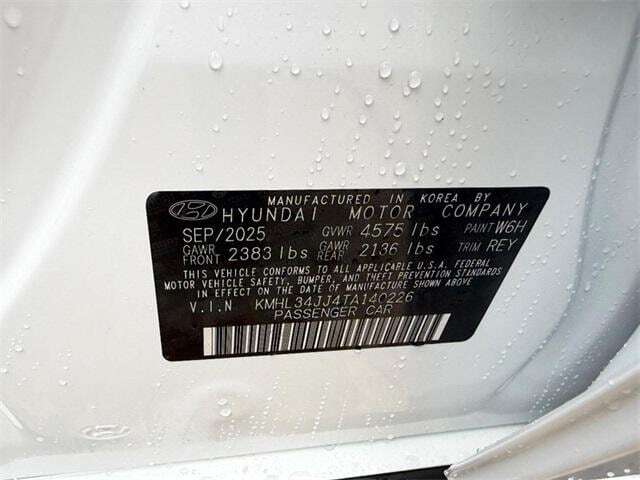 MANUFACTURED IN KOREA BY
HYUNDAI MOTOR COMPANY
SEP/2025 GVWR 4575 lbs PAINT W6H
GAWR FRONT 2383 lbs GAWR REAR 2136 lbs TRIM REY
THIS VEHICLE CONFORMS TO ALL APPLICABLE U.S.A. FEDERAL
MOTOR VEHICLE SAFETY, BUMPER, AND THEFT PREVENTION STANDARDS
IN EFFECT ON THE DATE OF MANUFACTURE SHOWN ABOVE.
V.I.N KMHL34JJ4TA140226
PASSENGER CAR